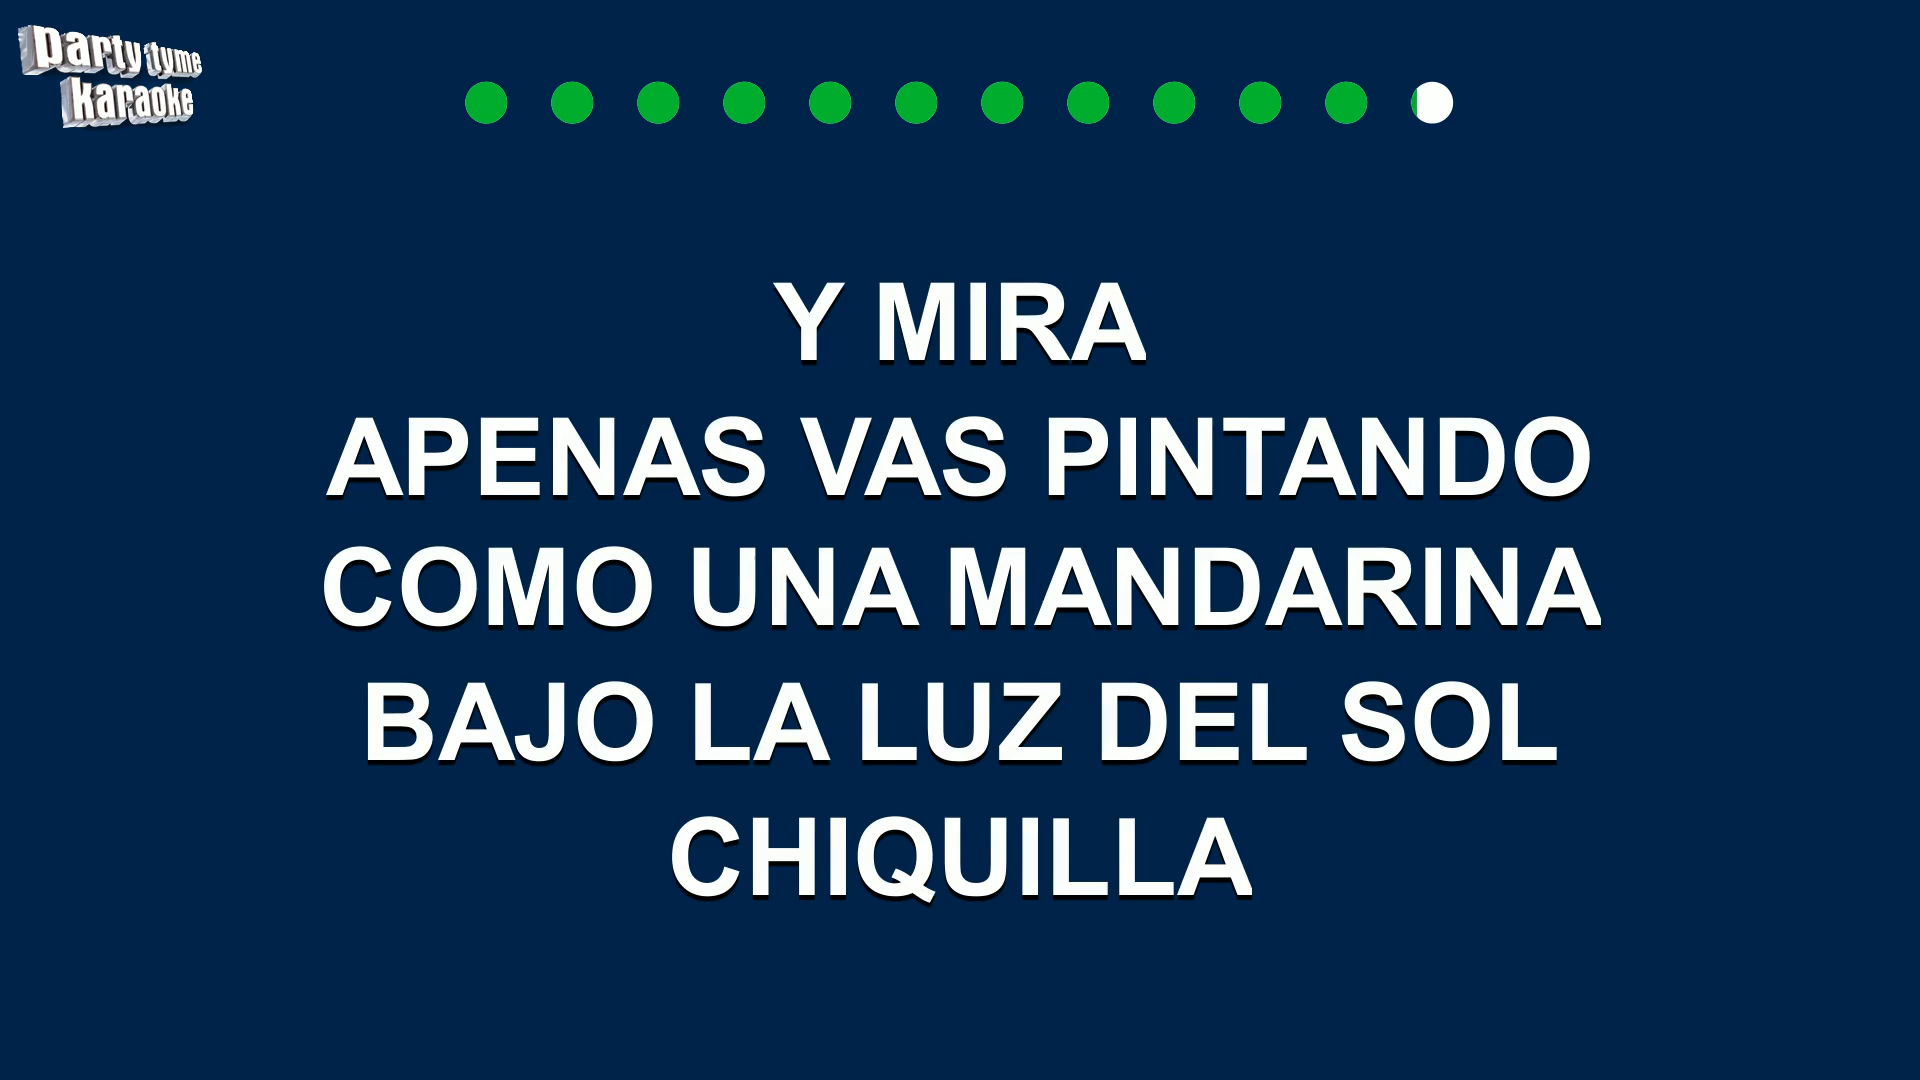 party tyme
karaoke
Y MIRA
APENAS VAS PINTANDO
COMO UNA MANDARINA
BAJO LA LUZ DEL SOL
CHIQUILLA